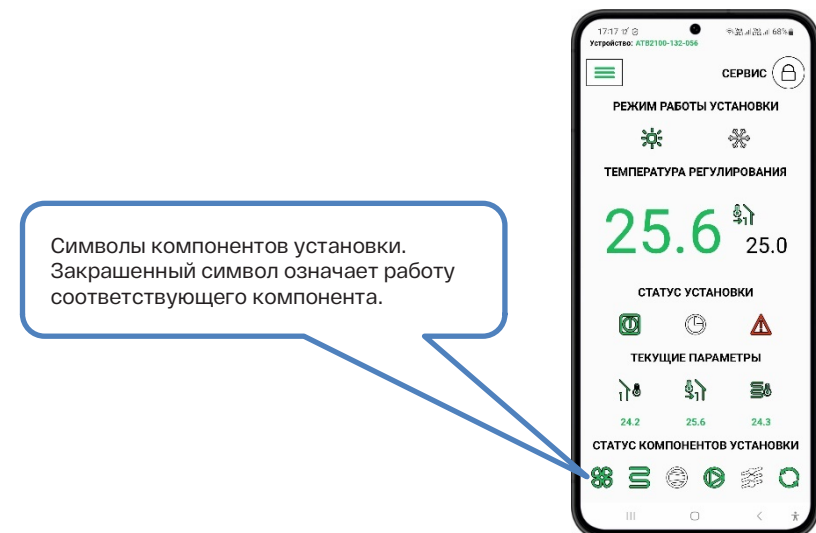 Символы компонентов установки.
Закрашенный символ означает работу
соответствующего компонента.
17:17
68%
Устройство: ATB2100-132-056
СЕРВИС
РЕЖИМ РАБОТЫ УСТАНОВКИ
ТЕМПЕРАТУРА РЕГУЛИРОВАНИЯ
25.6
25.0
СТАТУС УСТАНОВКИ
ТЕКУЩИЕ ПАРАМЕТРЫ
24.2 25.6 24.3
СТАТУС КОМПОНЕНТОВ УСТАНОВКИ